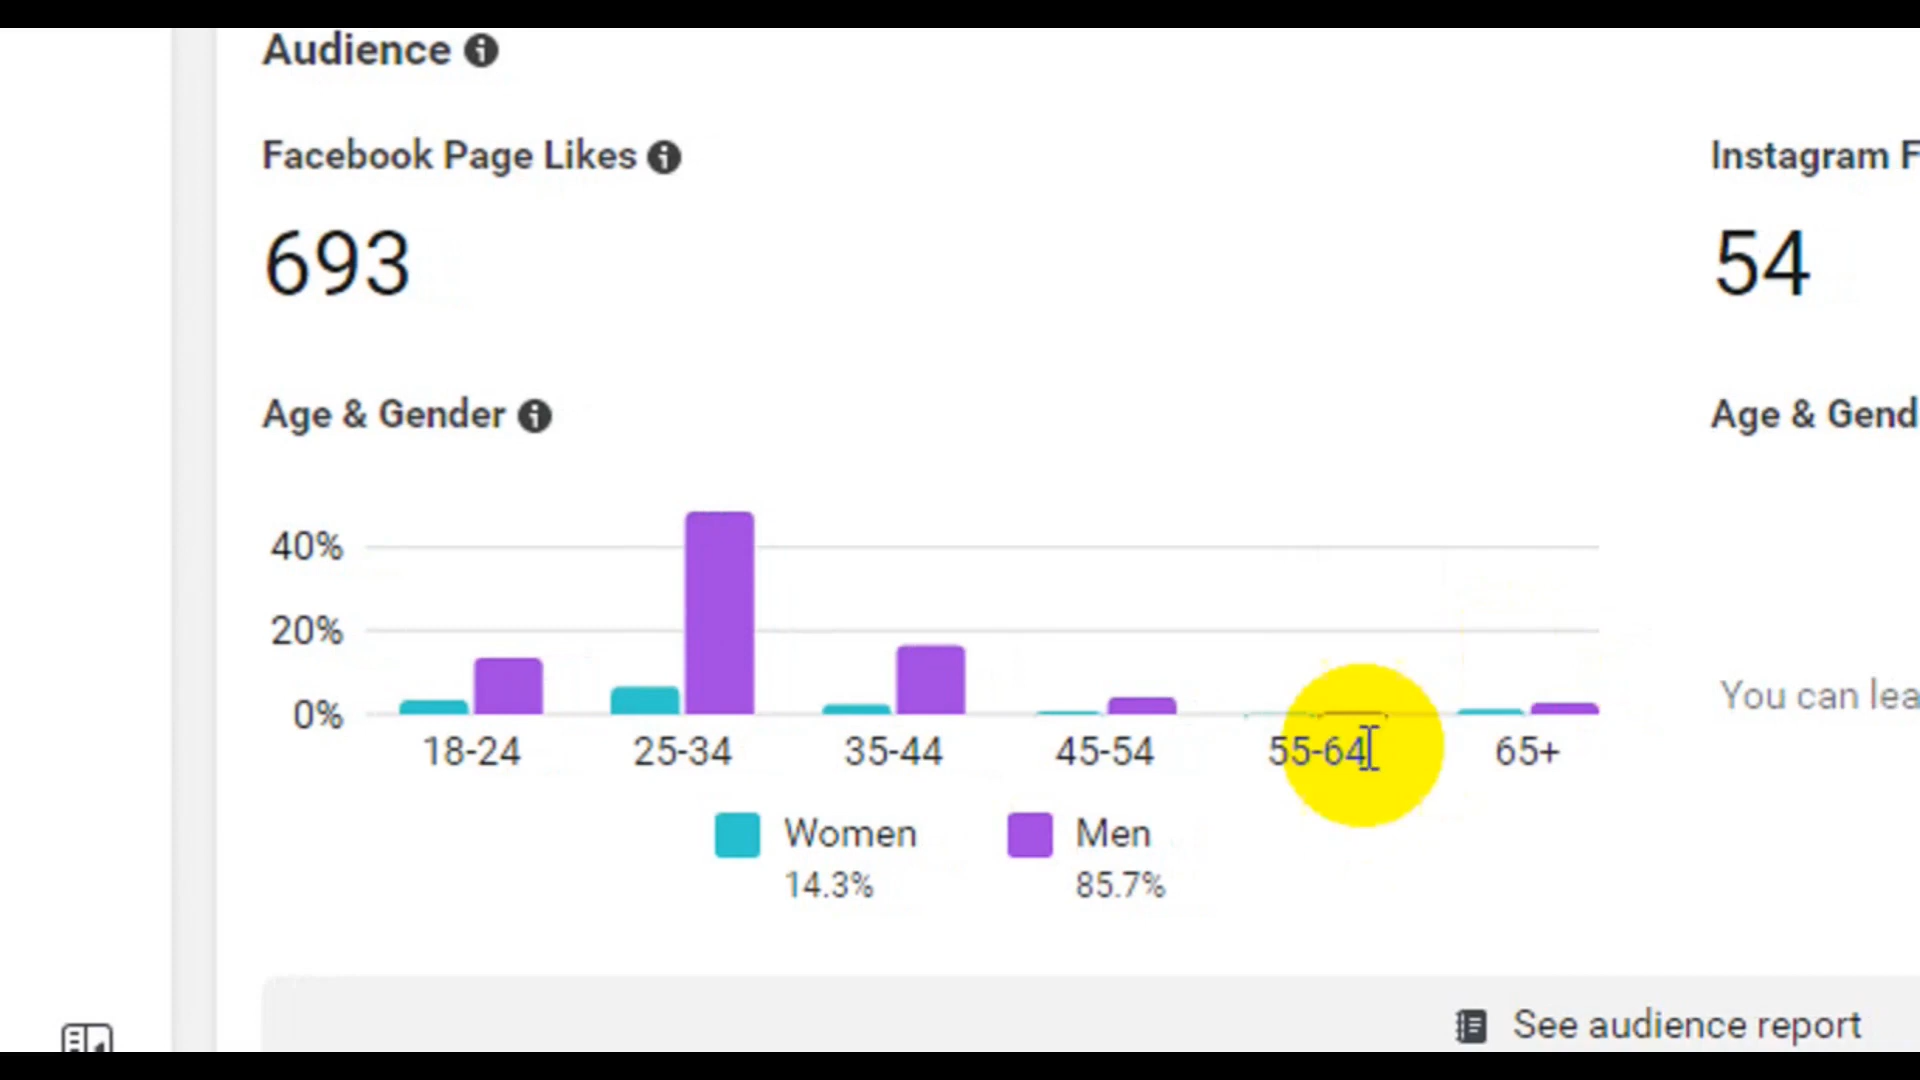 Audience
Facebook Page Likes
693
Instagram F
54
Age & Gender
Age & Gend
40%
20%
0%
18-24 25-34 35-44 45-54 55-64 65+
You can lea
Women
14.3%
Men
85.7%
See audience report